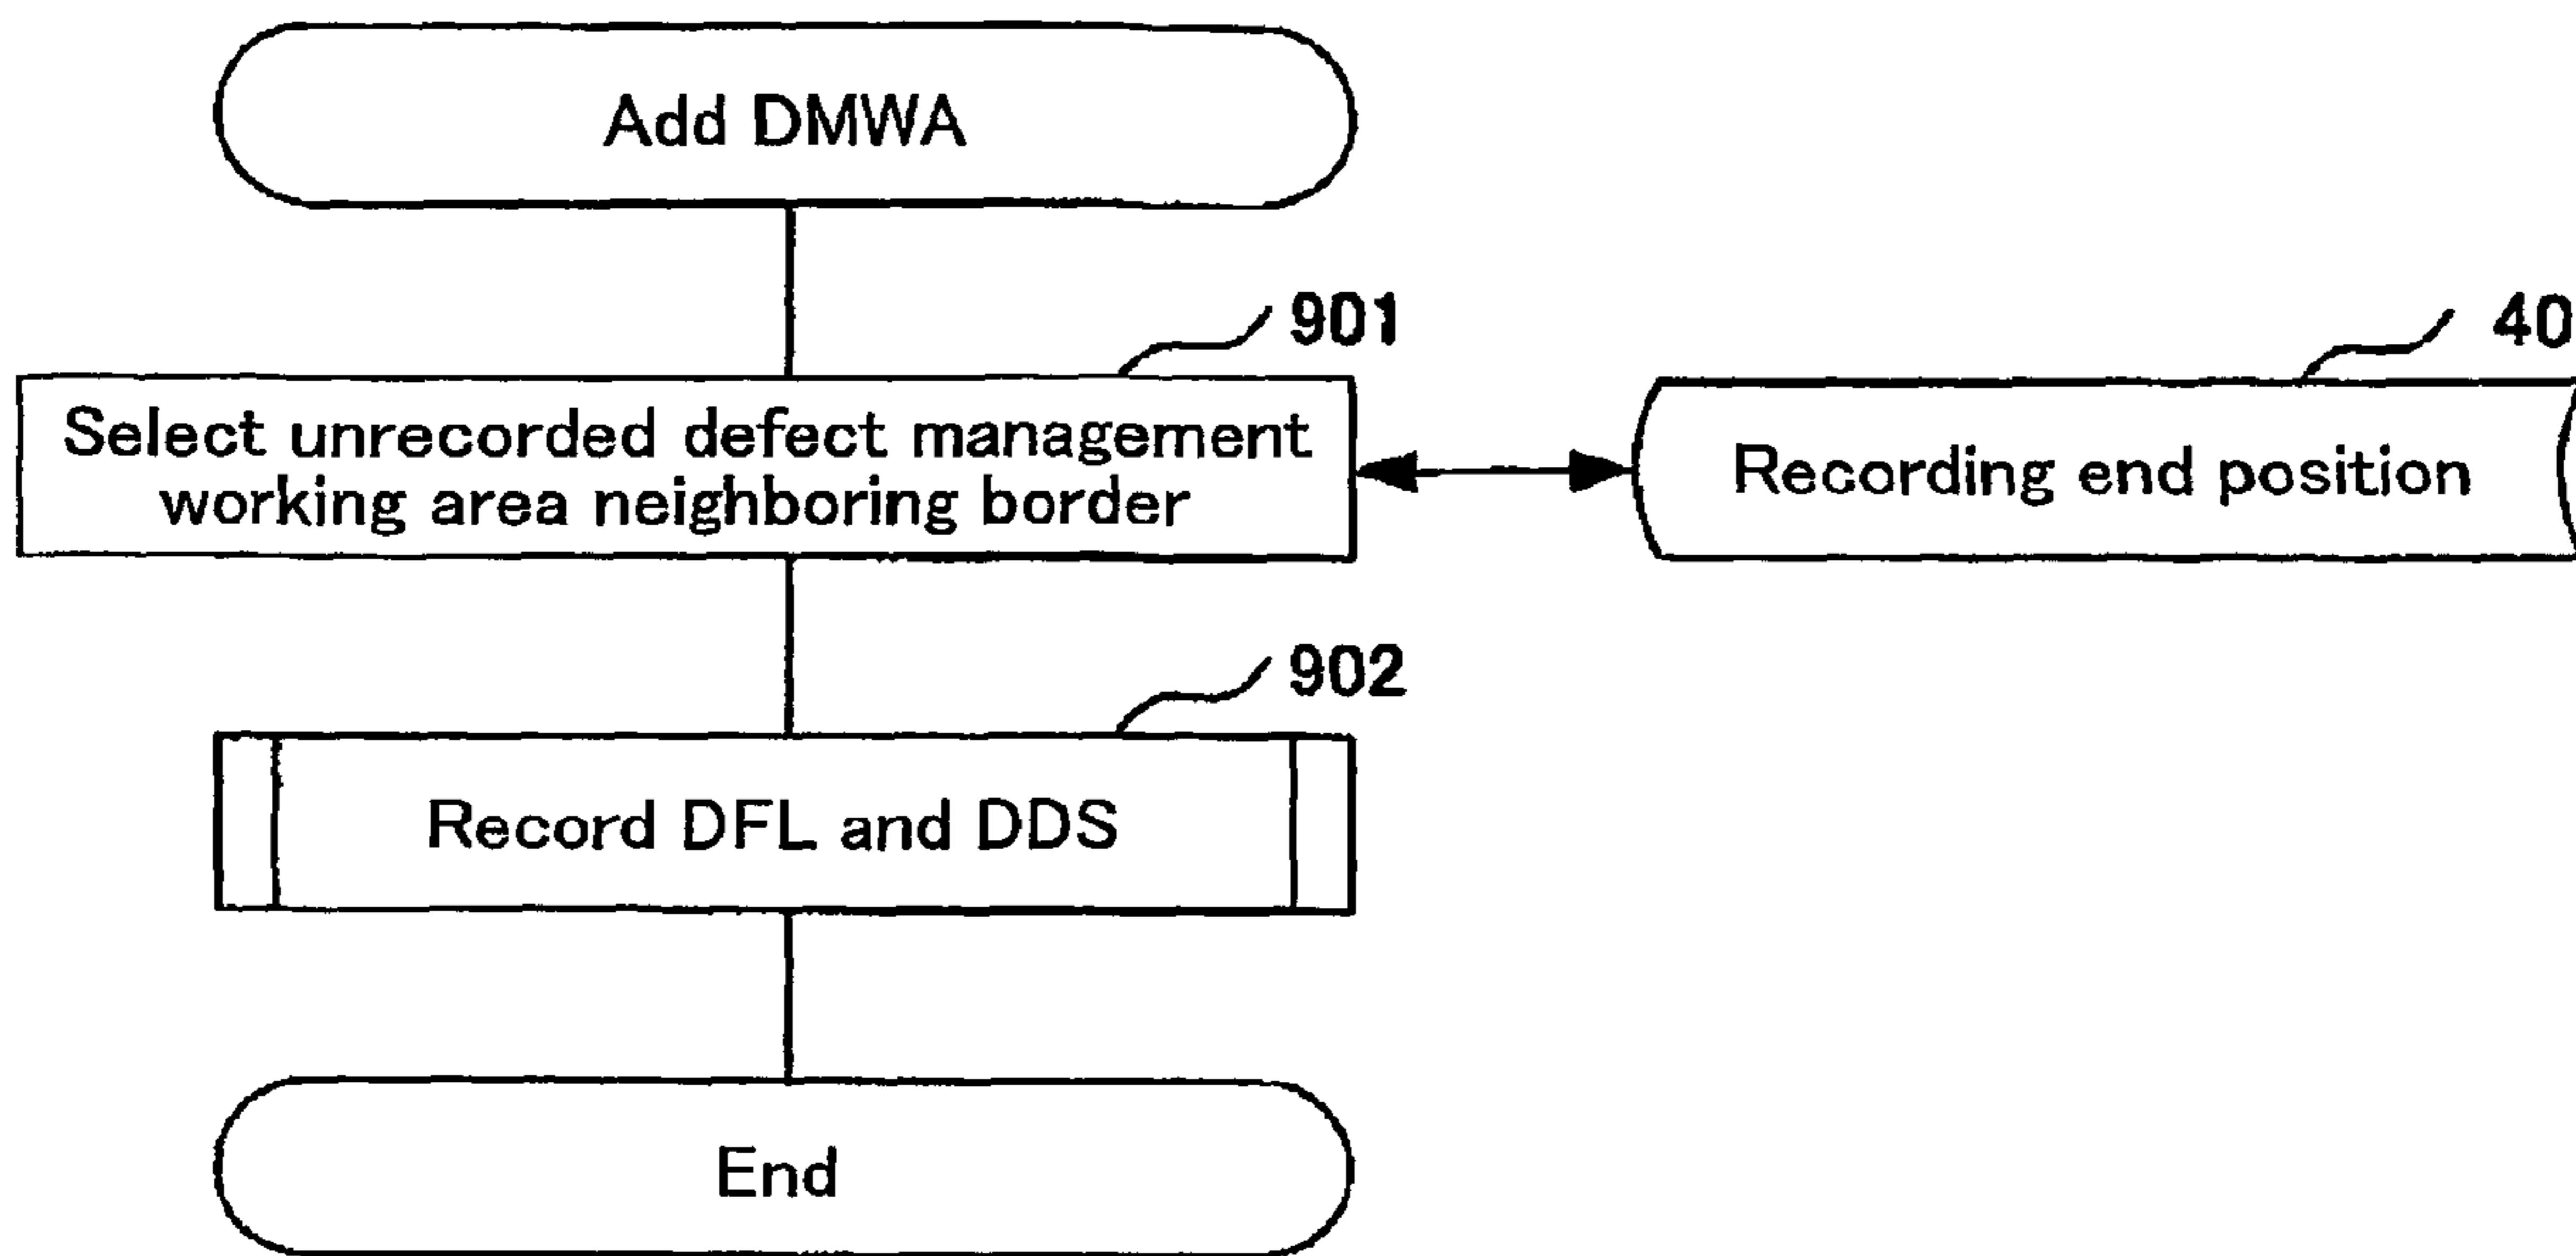 Add DMWA
901
40
Select unrecorded defect management
working area neighboring border
Recording end position
902
Record DFL and DDS
End